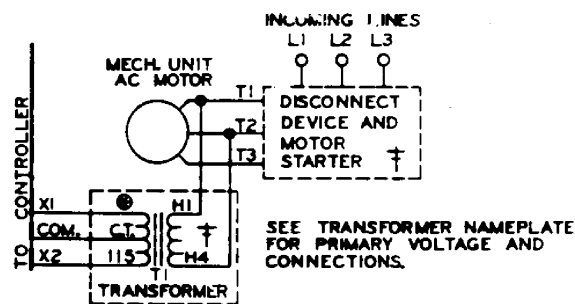 INCOMING LINES
L1 L2 L3
MECH. UNIT
AC MOTOR
T1
T2
T3
DISCONNECT
DEVICE AND
MOTOR
STARTER
TO CONTROLLER
X1
COM.
X2
C.T.
115
H1
H4
T1
TRANSFORMER
SEE TRANSFORMER NAMEPLATE
FOR PRIMARY VOLTAGE AND
CONNECTIONS.